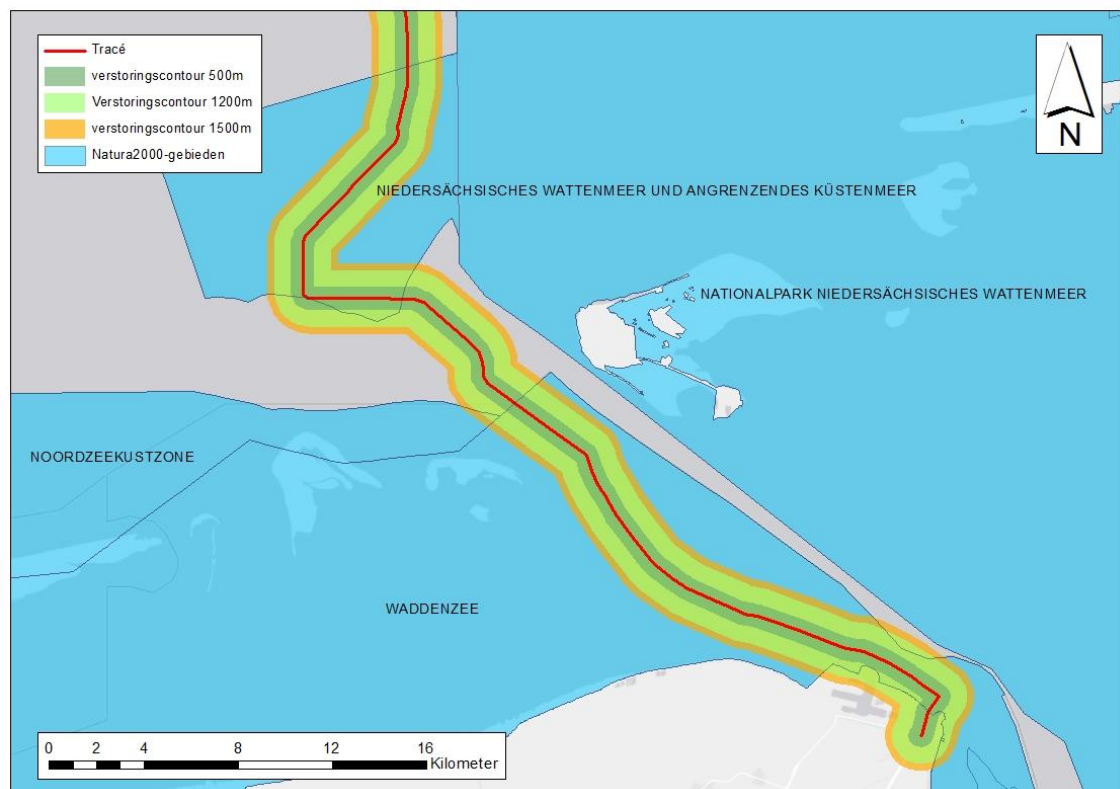 Tracé
verstoringscontour 500m
Verstoringscontour 1200m
verstoringscontour 1500m
Natura2000-gebieden
N
NIEDERSÄCHSISCHES WATTENMEER UND ANGRENZENDES KÜSTENMEER
NATIONALPARK NIEDERSÄCHSISCHES WATTENMEER
NOORDZEEKUSTZONE
WADDENZEE
0 2 4 8 12 16
Kilometer